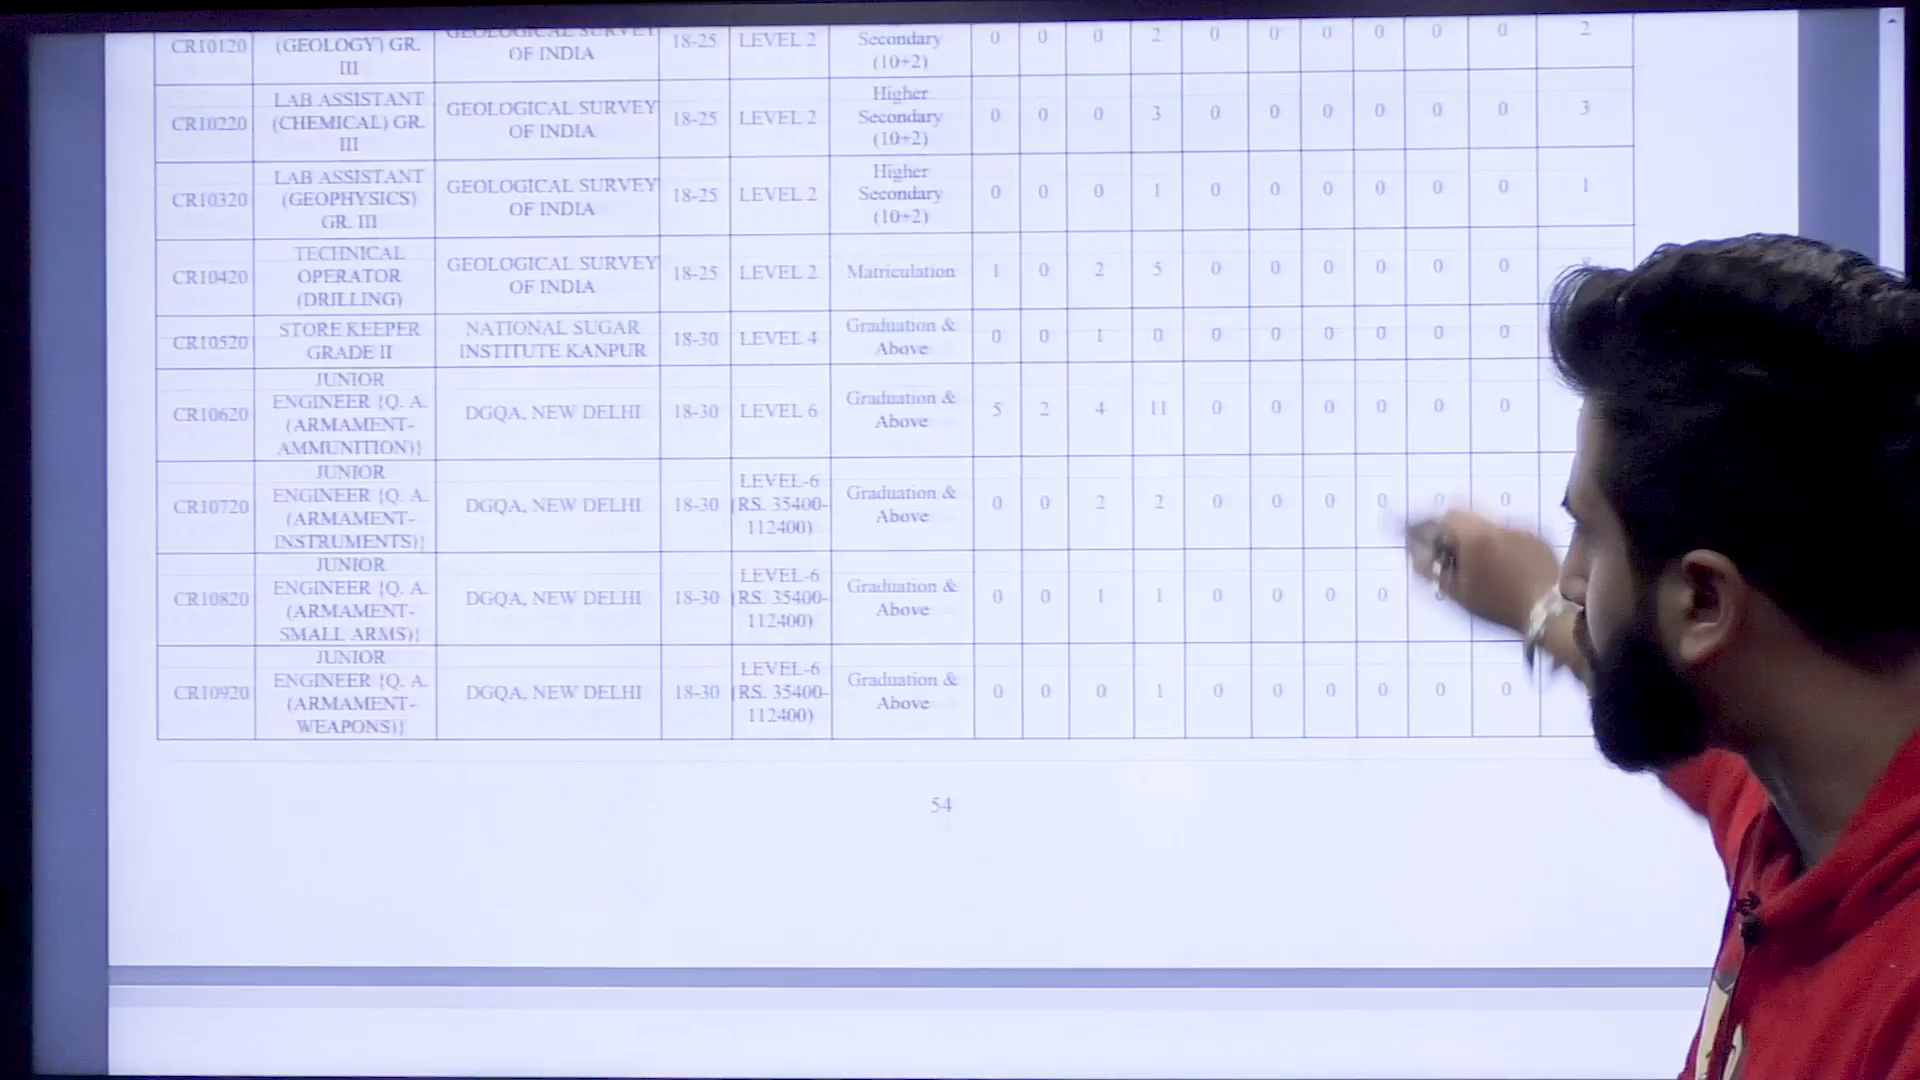 CR10120 (GEOLOGY) GR. III GEOLOGICAL SURVEY OF INDIA 18-25 LEVEL 2 Secondary (10+2) 0 0 0 2 0 0 0 0 0 0 2
CR10220 LAB ASSISTANT (CHEMICAL) GR. III GEOLOGICAL SURVEY OF INDIA 18-25 LEVEL 2 Higher Secondary (10+2) 0 0 0 3 0 0 0 0 0 0 3
CR10320 LAB ASSISTANT (GEOPHYSICS) GR. III GEOLOGICAL SURVEY OF INDIA 18-25 LEVEL 2 Higher Secondary (10+2) 0 0 0 1 0 0 0 0 0 0 1
CR10420 TECHNICAL OPERATOR (DRILLING) GEOLOGICAL SURVEY OF INDIA 18-25 LEVEL 2 Matriculation 1 0 2 5 0 0 0 0 0 0
CR10520 STORE KEEPER GRADE II NATIONAL SUGAR INSTITUTE KANPUR 18-30 LEVEL 4 Graduation & Above 0 0 1 0 0 0 0 0 0 0
CR10620 JUNIOR ENGINEER {Q. A. (ARMAMENT-AMMUNITION)} DGQA, NEW DELHI 18-30 LEVEL 6 Graduation & Above 5 2 4 11 0 0 0 0 0 0
CR10720 JUNIOR ENGINEER {Q. A. (ARMAMENT-INSTRUMENTS)} DGQA, NEW DELHI 18-30 LEVEL-6 (RS. 35400-112400) Graduation & Above 0 0 2 2 0 0 0 0 0 0
CR10820 JUNIOR ENGINEER {Q. A. (ARMAMENT-SMALL ARMS)} DGQA, NEW DELHI 18-30 LEVEL-6 (RS. 35400-112400) Graduation & Above 0 0 1 1 0 0 0 0
CR10920 JUNIOR ENGINEER {Q. A. (ARMAMENT-WEAPONS)} DGQA, NEW DELHI 18-30 LEVEL-6 (RS. 35400-112400) Graduation & Above 0 0 0 1 0 0 0 0 0 0
54